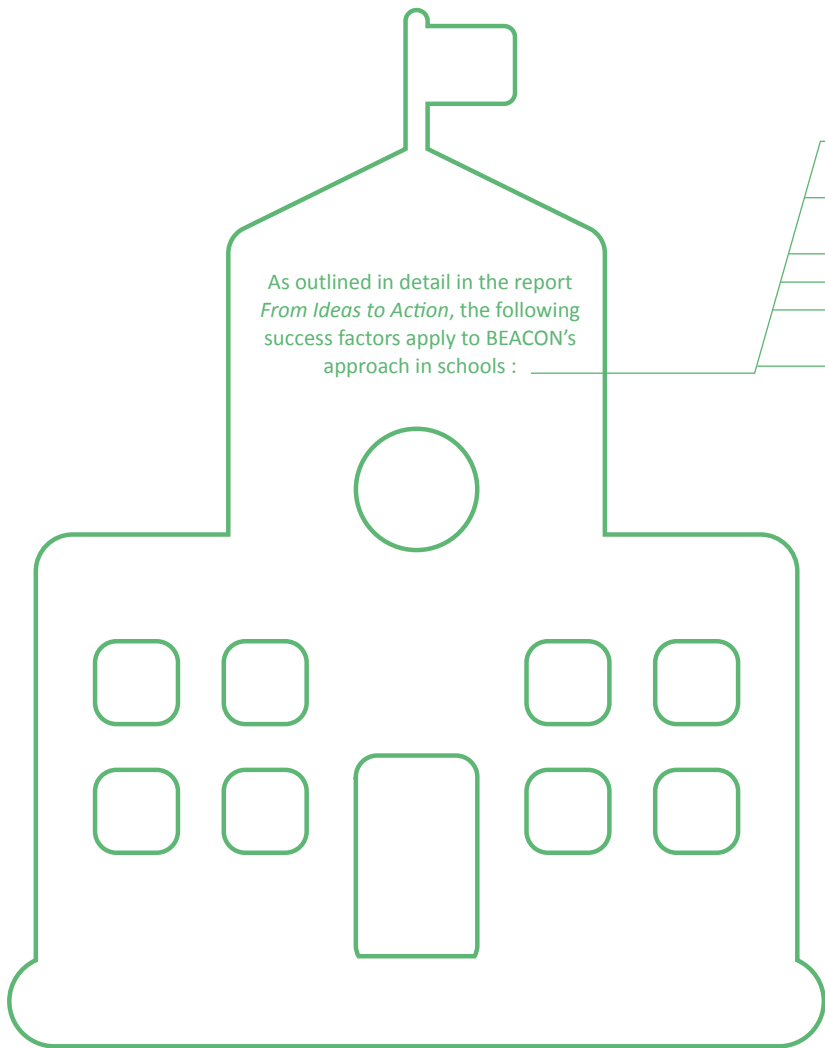 As outlined in detail in the report
From Ideas to Action, the following
success factors apply to BEACON’s
approach in schools :